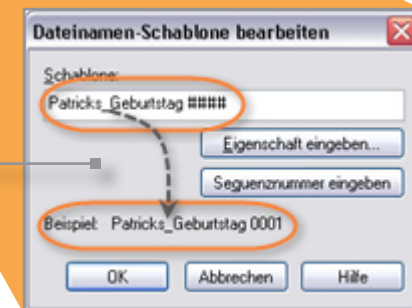 Dateinamen-Schablone bearbeiten
Schablone:
Patricks_Geburtstag ####
Eigenschaft eingeben...
Sequenznummer eingeben
Beispiel: Patricks_Geburtstag 0001
OK Abbrechen Hilfe